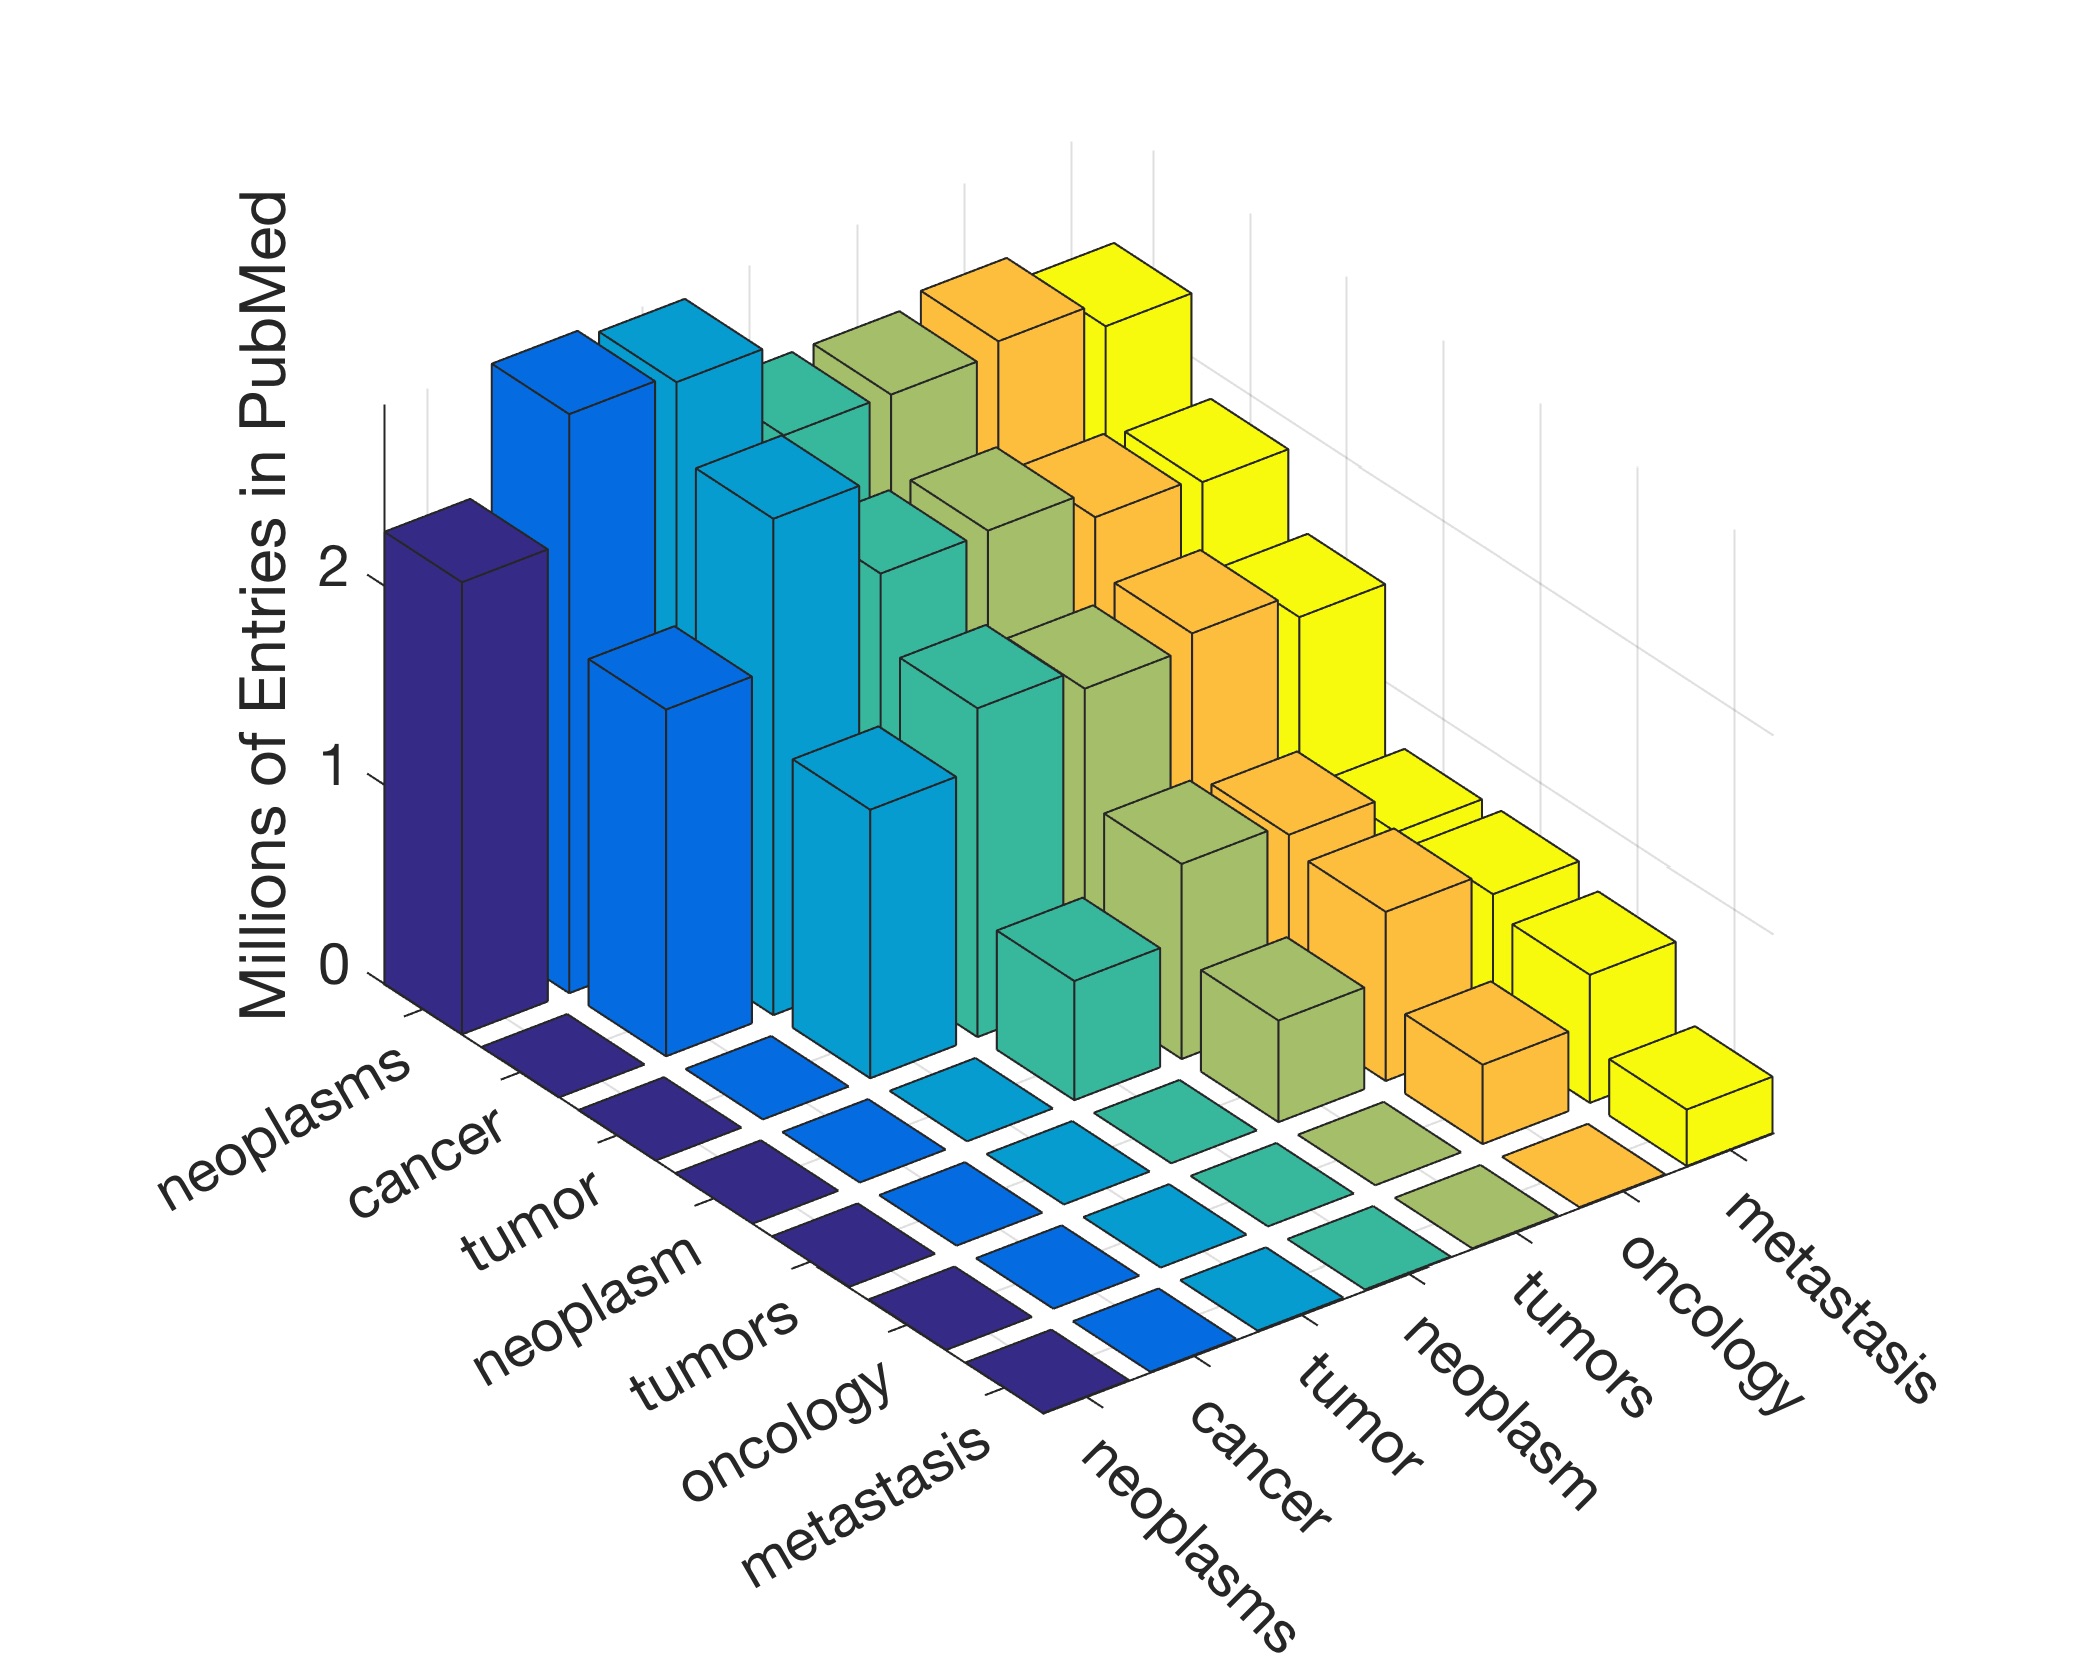 Millions of Entries in PubMed
2
1
0
neoplasms
cancer
tumor
neoplasm
tumors
oncology
metastasis
neoplasms
cancer
tumor
neoplasm
tumors
oncology
metastasis